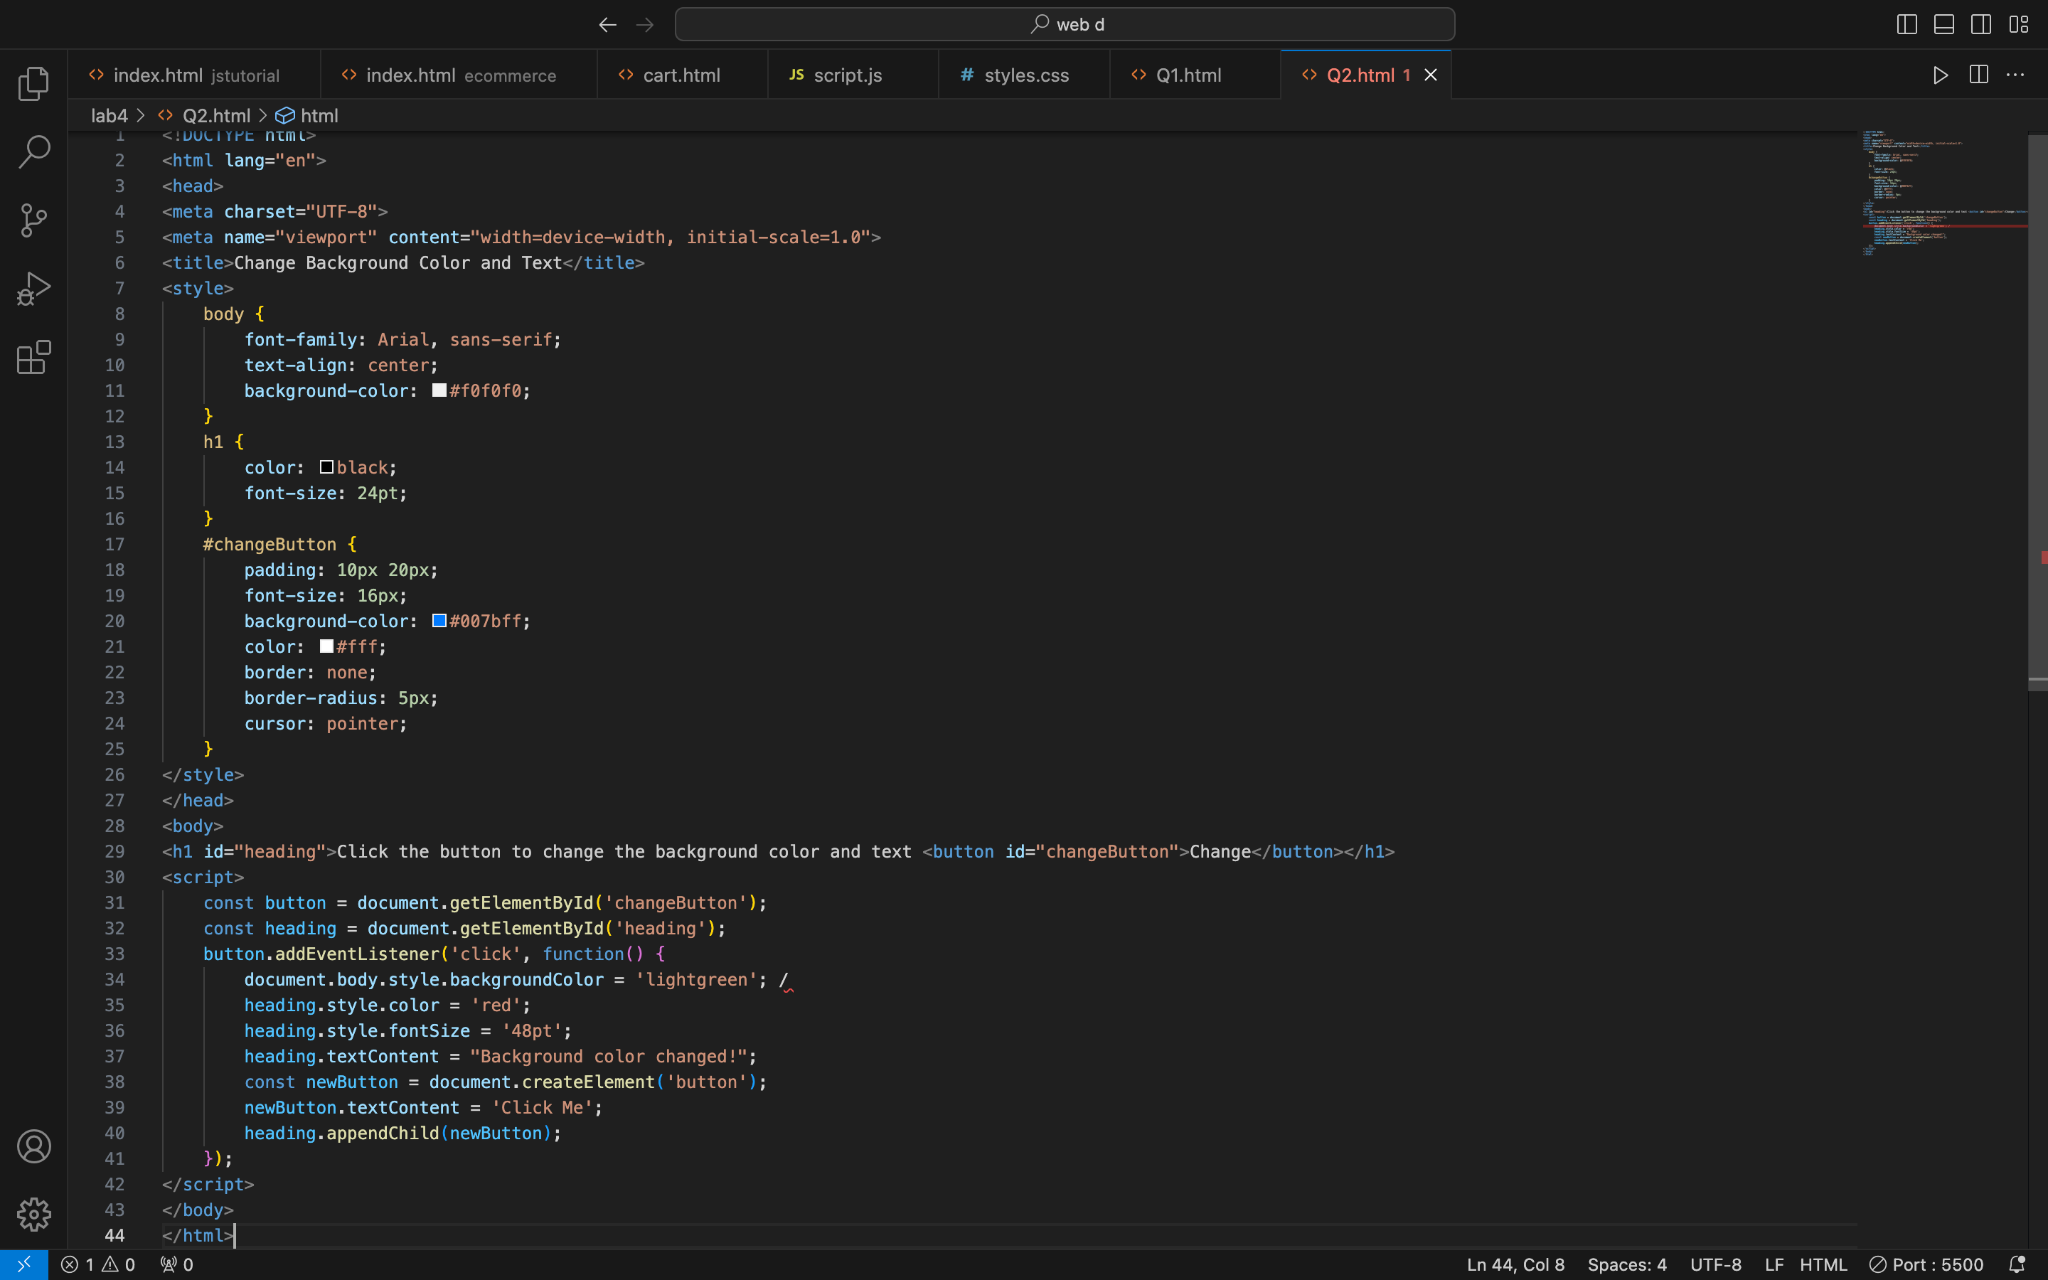 web d
index.html jstutorial
index.html ecommerce
cart.html
JS script.js
# styles.css
Q1.html
Q2.html 1
lab4 > Q2.html > html
1 <!DOCTYPE html>
2 <html lang="en">
3 <head>
4 <meta charset="UTF-8">
5 <meta name="viewport" content="width=device-width, initial-scale=1.0">
6 <title>Change Background Color and Text</title>
7 <style>
8     body {
9         font-family: Arial, sans-serif;
10         text-align: center;
11         background-color: #f0f0f0;
12     }
13     h1 {
14         color: black;
15         font-size: 24pt;
16     }
17     #changeButton {
18         padding: 10px 20px;
19         font-size: 16px;
20         background-color: #007bff;
21         color: #fff;
22         border: none;
23         border-radius: 5px;
24         cursor: pointer;
25     }
26 </style>
27 </head>
28 <body>
29 <h1 id="heading">Click the button to change the background color and text <button id="changeButton">Change</button></h1>
30 <script>
31     const button = document.getElementById('changeButton');
32     const heading = document.getElementById('heading');
33     button.addEventListener('click', function() {
34         document.body.style.backgroundColor = 'lightgreen'; /
35         heading.style.color = 'red';
36         heading.style.fontSize = '48pt';
37         heading.textContent = "Background color changed!";
38         const newButton = document.createElement('button');
39         newButton.textContent = 'Click Me';
40         heading.appendChild(newButton);
41     });
42 </script>
43 </body>
44 </html>
1 0 0 Ln 44, Col 8 Spaces: 4 UTF-8 LF HTML Port : 5500